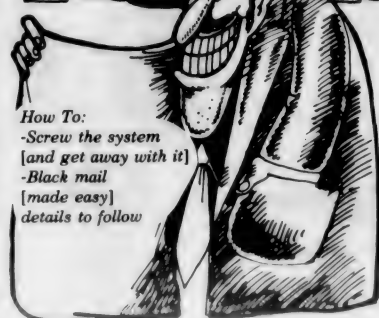 How To:
-Screw the system
[and get away with it]
-Black mail
[made easy]
details to follow